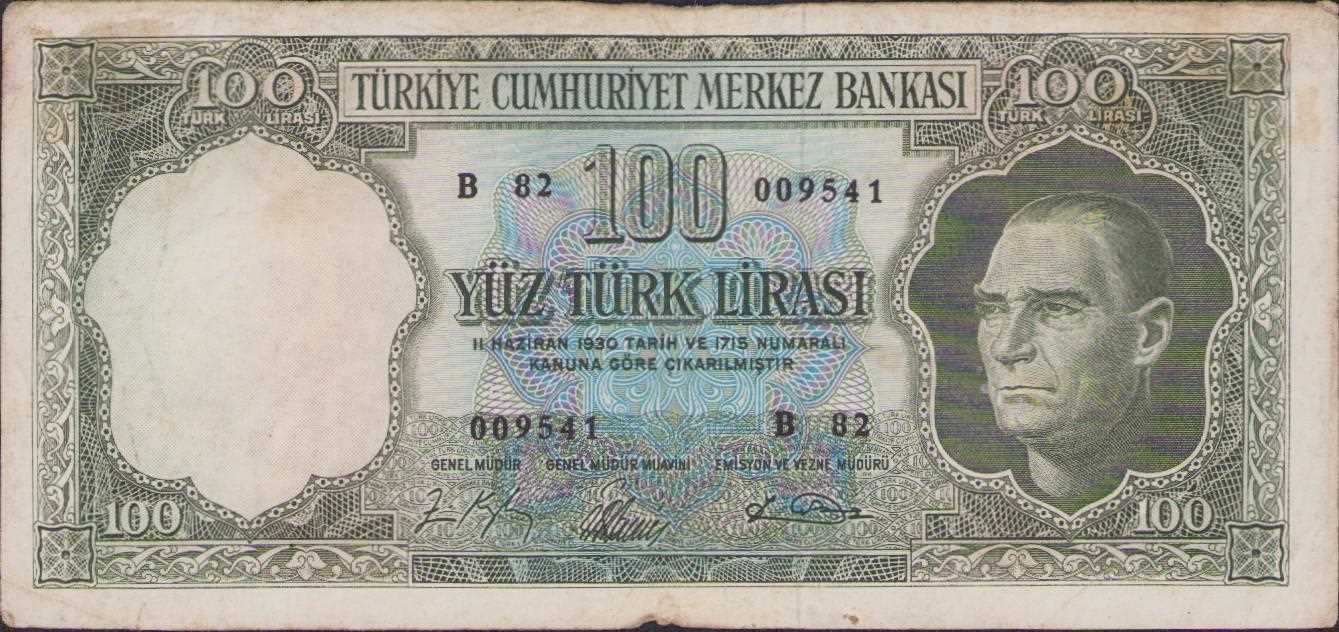 100 TÜRKİYE CUMHURİYET MERKEZ BANKASI 100
TÜRK LİRASI TÜRK LİRASI
100
B 82 009541
YÜZ TÜRK LİRASI
11 HAZİRAN 1930 TARİH VE 1715 NUMARALI
KANUNA GÖRE ÇIKARILMIŞTIR
009541 B 82
GENEL MÜDÜR GENEL MÜDÜR MUAVİNİ EMİSYON VE VEZNE MÜDÜRÜ
100 100